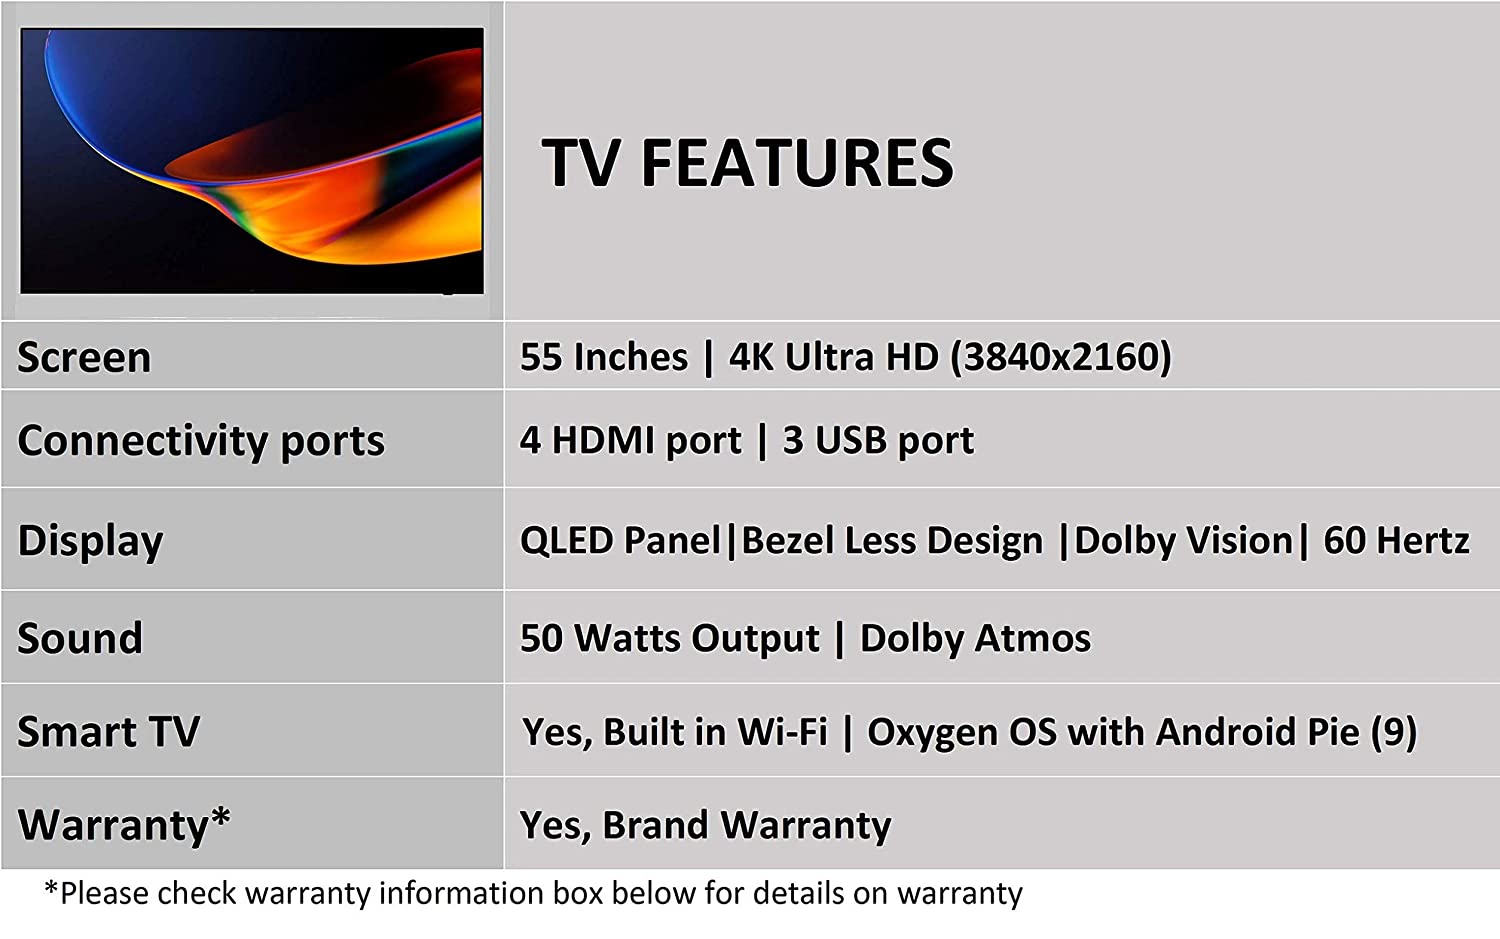 TV FEATURES
Screen
55 Inches | 4K Ultra HD (3840x2160)
Connectivity ports
4 HDMI port | 3 USB port
Display
QLED Panel|Bezel Less Design |Dolby Vision| 60 Hertz
Sound
50 Watts Output | Dolby Atmos
Smart TV
Yes, Built in Wi-Fi | Oxygen OS with Android Pie (9)
Warranty*
Yes, Brand Warranty
*Please check warranty information box below for details on warranty